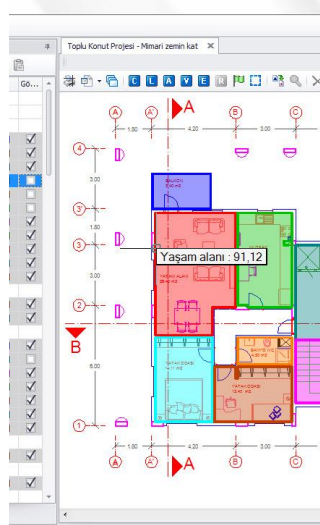 Toplu Konut Projesi - Mimari zemin kat
Gö...
C L A V E
A
A A' B C
1.80 4.20 3.00
4
3.00
BALKON
3'
1.80
3
Yaşam alanı : 91,12
YAŞAM ALANI
3.00
2
B
YATAK ODASI
YATAK ODASI
6.00
1
1.80 4.20 3.00
A A' B C
A